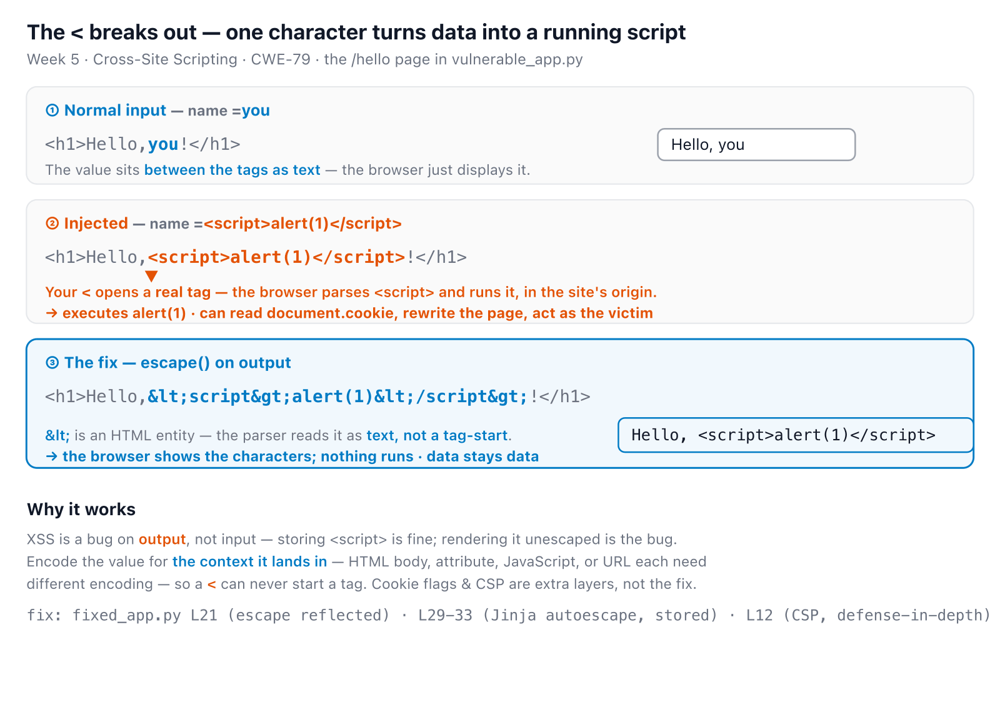 The < breaks out — one character turns data into a running script
Week 5 · Cross-Site Scripting · CWE-79 · the /hello page in vulnerable_app.py
① Normal input — name =you
<h1>Hello,you!</h1>
Hello, you
The value sits between the tags as text — the browser just displays it.
② Injected — name =<script>alert(1)</script>
<h1>Hello,<script>alert(1)</script>!</h1>
Your < opens a real tag — the browser parses <script> and runs it, in the site's origin.
→ executes alert(1) · can read document.cookie, rewrite the page, act as the victim
③ The fix — escape() on output
<h1>Hello,&lt;script&gt;alert(1)&lt;/script&gt;!</h1>
&lt; is an HTML entity — the parser reads it as text, not a tag-start.
Hello, <script>alert(1)</script>
→ the browser shows the characters; nothing runs · data stays data
Why it works
XSS is a bug on output, not input — storing <script> is fine; rendering it unescaped is the bug.
Encode the value for the context it lands in — HTML body, attribute, JavaScript, or URL each need
different encoding — so a < can never start a tag. Cookie flags & CSP are extra layers, not the fix.
fix: fixed_app.py L21 (escape reflected) · L29–33 (Jinja autoescape, stored) · L12 (CSP, defense-in-depth)